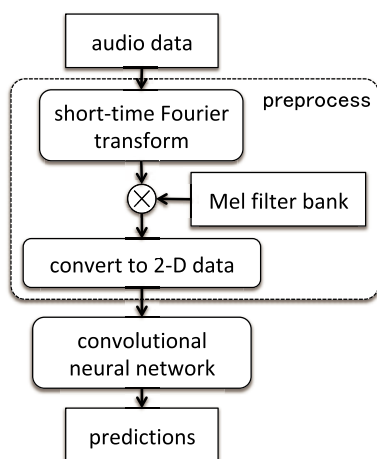 audio data
preprocess
short-time Fourier
transform
Mel filter bank
convert to 2-D data
convolutional
neural network
predictions